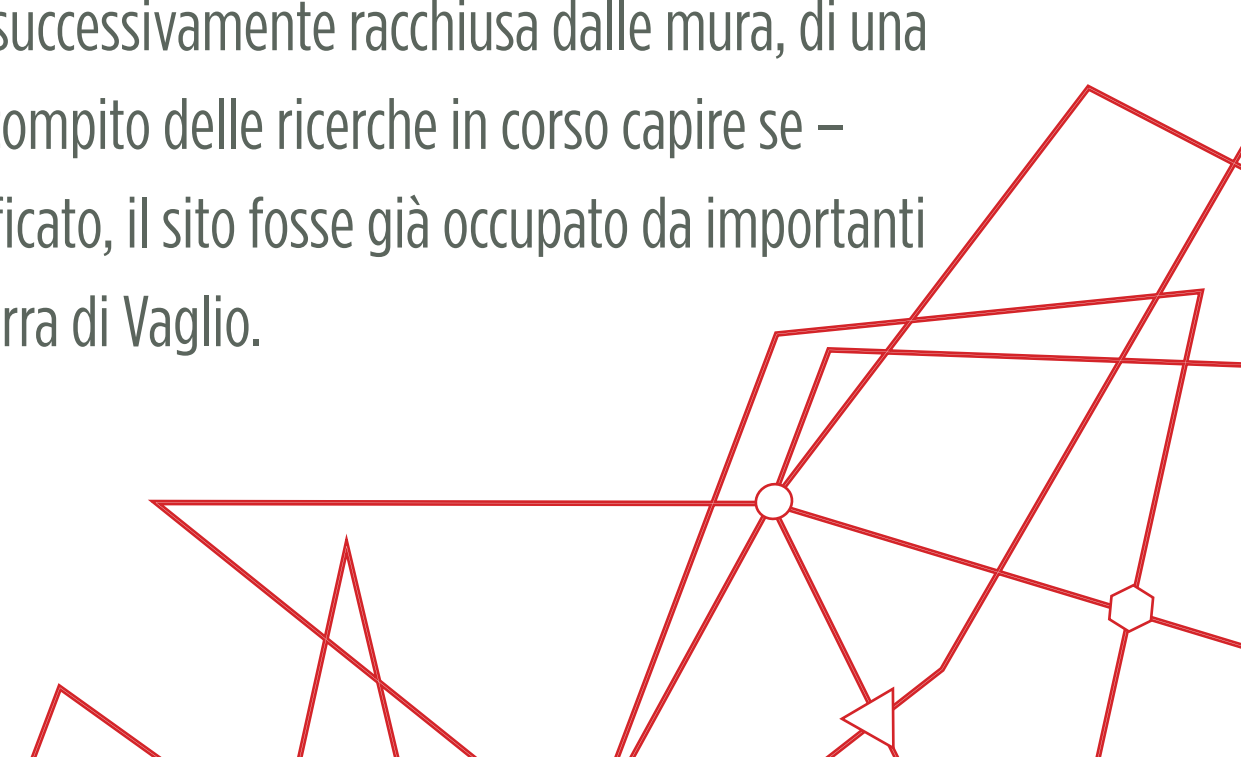 successivamente racchiusa dalle mura, di una
ompito delle ricerche in corso capire se –
ficato, il sito fosse già occupato da importanti
rra di Vaglio.